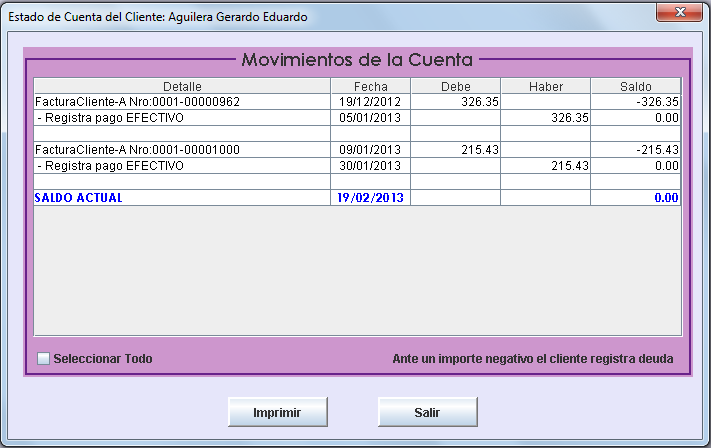 Estado de Cuenta del Cliente: Aguilera Gerardo Eduardo
Movimientos de la Cuenta
Detalle Fecha Debe Haber Saldo
FacturaCliente-A Nro:0001-00000962 19/12/2012 326.35 -326.35
- Registra pago EFECTIVO 05/01/2013 326.35 0.00
FacturaCliente-A Nro:0001-00001000 09/01/2013 215.43 -215.43
- Registra pago EFECTIVO 30/01/2013 215.43 0.00
SALDO ACTUAL 19/02/2013 0.00
Seleccionar Todo Ante un importe negativo el cliente registra deuda
Imprimir Salir